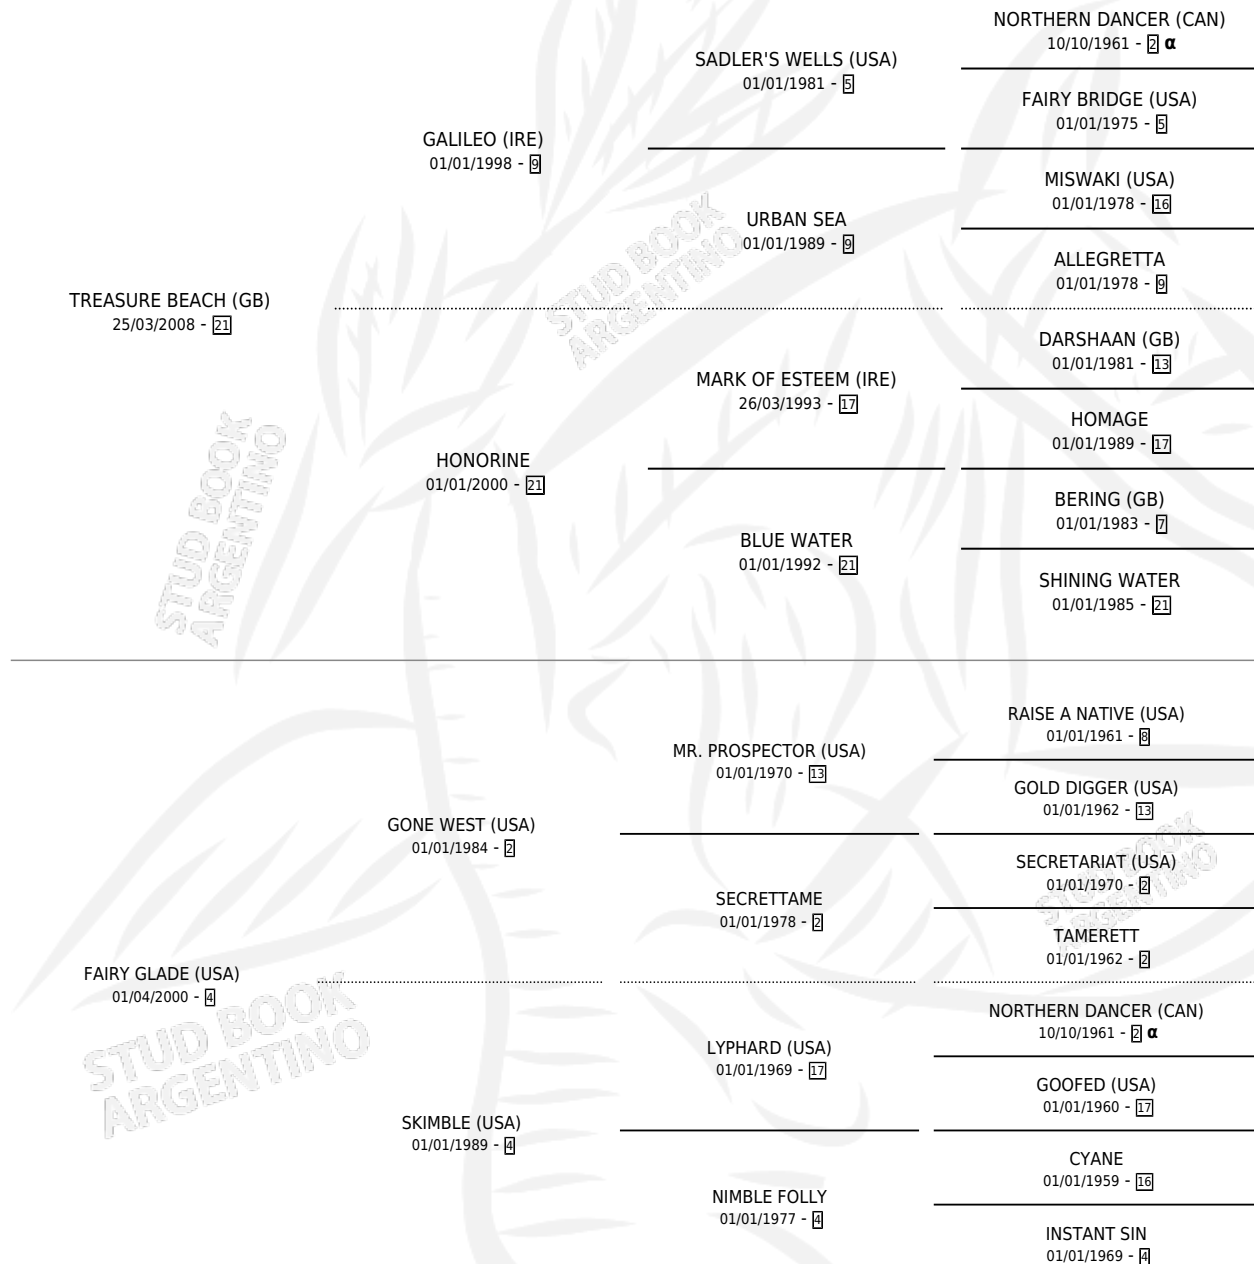 NORTHERN DANCER (CAN)
10/10/1961 - 2 α
SADLER'S WELLS (USA)
01/01/1981 - 5
FAIRY BRIDGE (USA)
01/01/1975 - 5
GALILEO (IRE)
01/01/1998 - 9
MISWAKI (USA)
01/01/1978 - 16
URBAN SEA
01/01/1989 - 9
ALLEGRETTA
01/01/1978 - 9
TREASURE BEACH (GB)
25/03/2008 - 21
STUD BOOK
ARGENTINO
DARSHAAN (GB)
01/01/1981 - 13
MARK OF ESTEEM (IRE)
26/03/1993 - 17
HOMAGE
01/01/1989 - 17
HONORINE
01/01/2000 - 21
BERING (GB)
01/01/1983 - 7
BLUE WATER
01/01/1992 - 21
SHINING WATER
01/01/1985 - 21
STUD BOOK
ARGENTINO
RAISE A NATIVE (USA)
01/01/1961 - 8
MR. PROSPECTOR (USA)
01/01/1970 - 13
GOLD DIGGER (USA)
01/01/1962 - 13
GONE WEST (USA)
01/01/1984 - 2
SECRETARIAT (USA)
01/01/1970 - 2
SECRETTAME
01/01/1978 - 2
TAMERETT
01/01/1962 - 2
STUD BOOK
ARGENTINO
FAIRY GLADE (USA)
01/04/2000 - 4
STUD BOOK
ARGENTINO
NORTHERN DANCER (CAN)
10/10/1961 - 2 α
LYPHARD (USA)
01/01/1969 - 17
GOOFED (USA)
01/01/1960 - 17
SKIMBLE (USA)
01/01/1989 - 4
CYANE
01/01/1959 - 16
NIMBLE FOLLY
01/01/1977 - 4
INSTANT SIN
01/01/1969 - 4